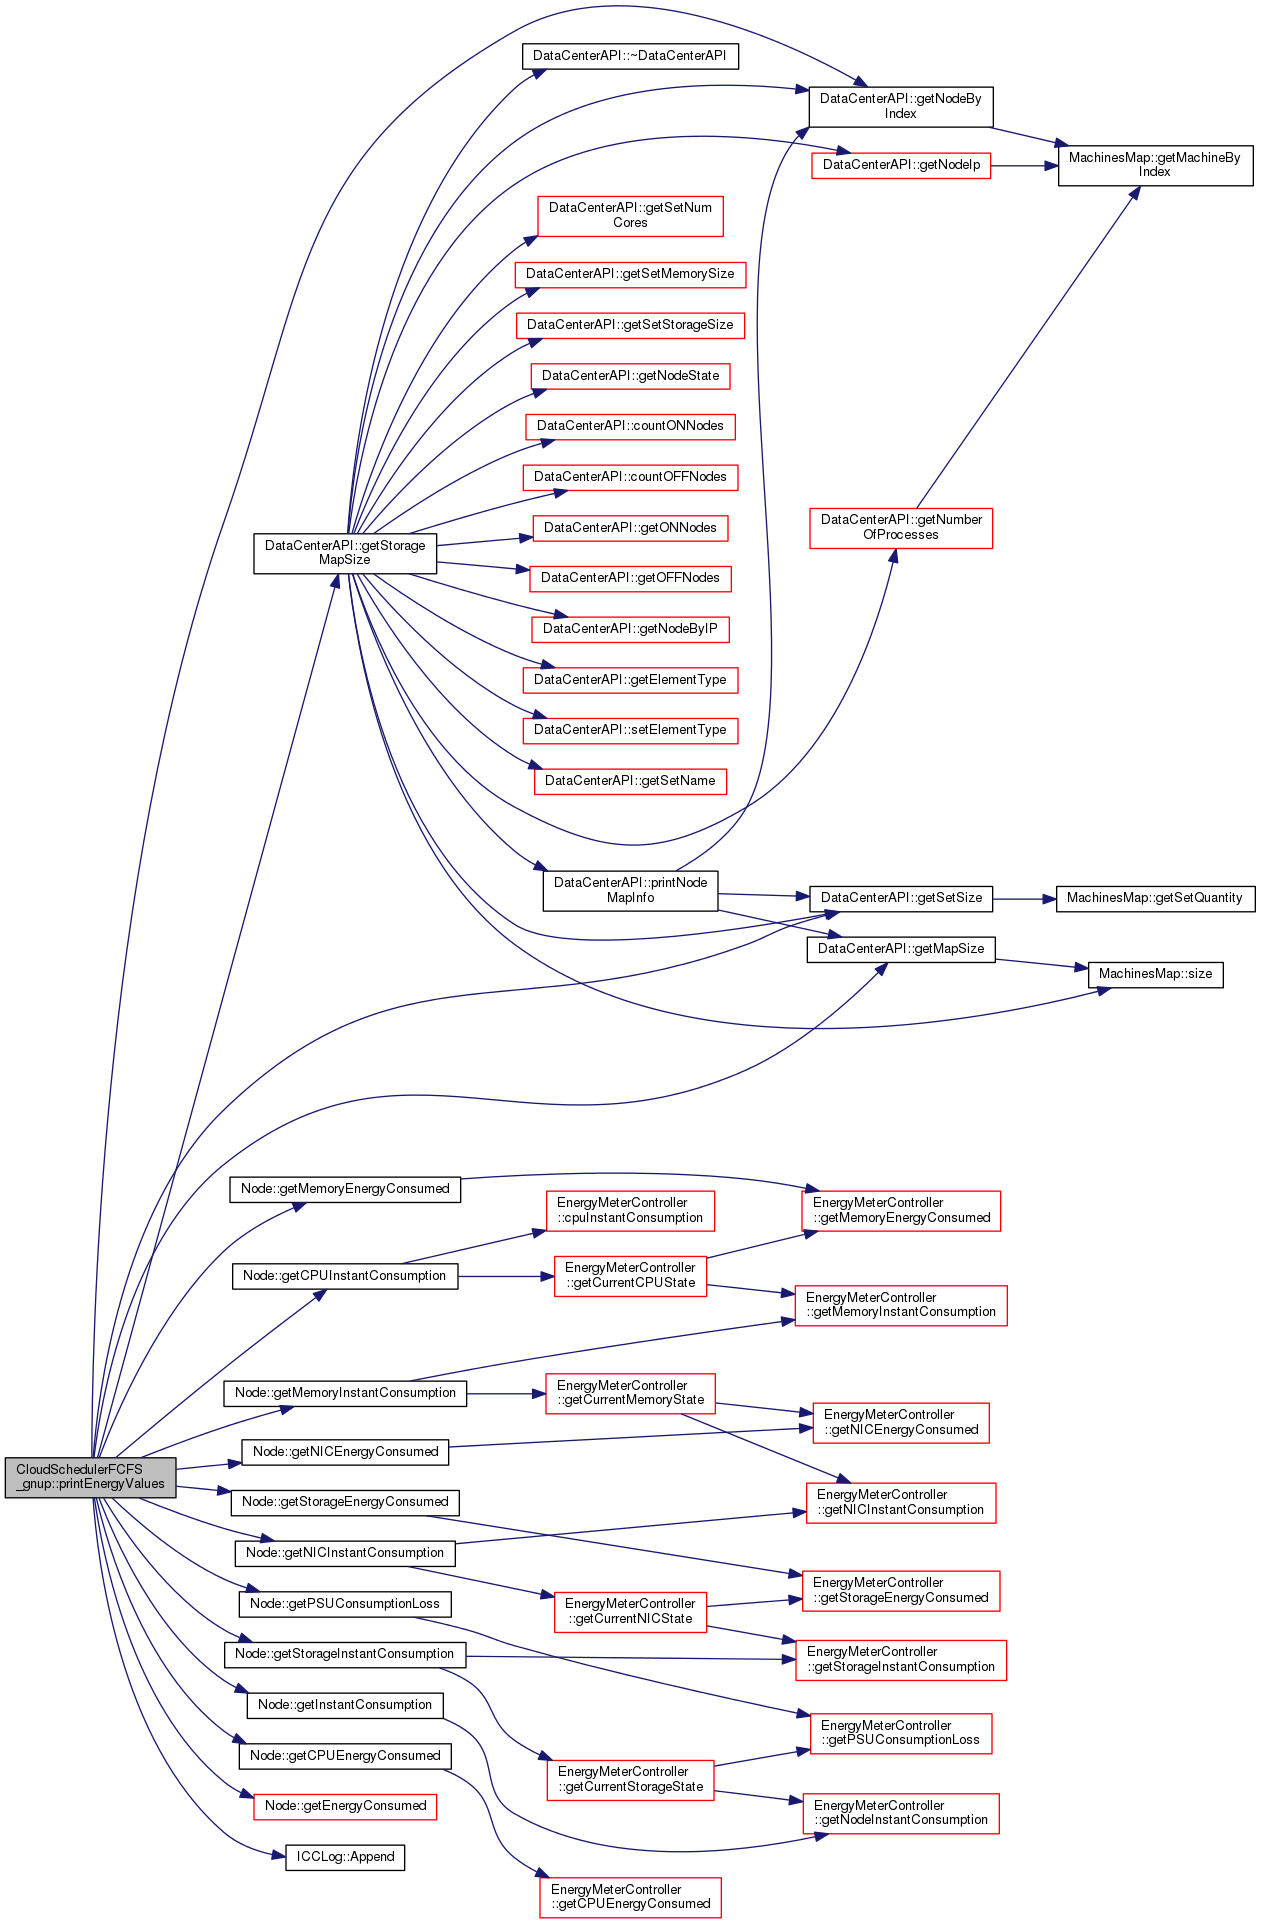 DataCenterAPI::~DataCenterAPI
DataCenterAPI::getNodeBy
Index
MachinesMap::getMachineBy
Index
DataCenterAPI::getNodeIp
DataCenterAPI::getSetNum
Cores
DataCenterAPI::getSetMemorySize
DataCenterAPI::getSetStorageSize
DataCenterAPI::getNodeState
DataCenterAPI::countONNodes
DataCenterAPI::countOFFNodes
DataCenterAPI::getONNodes
DataCenterAPI::getNumber
OfProcesses
DataCenterAPI::getStorage
MapSize
DataCenterAPI::getOFFNodes
DataCenterAPI::getNodeByIP
DataCenterAPI::getElementType
DataCenterAPI::setElementType
DataCenterAPI::getSetName
DataCenterAPI::printNode
MapInfo
DataCenterAPI::getSetSize
MachinesMap::getSetQuantity
DataCenterAPI::getMapSize
MachinesMap::size
Node::getMemoryEnergyConsumed
EnergyMeterController
::cpuInstantConsumption
EnergyMeterController
::getMemoryEnergyConsumed
Node::getCPUInstantConsumption
EnergyMeterController
::getCurrentCPUState
EnergyMeterController
::getMemoryInstantConsumption
Node::getMemoryInstantConsumption
EnergyMeterController
::getCurrentMemoryState
EnergyMeterController
::getNICEnergyConsumed
Node::getNICEnergyConsumed
CloudSchedulerFCFS
_gnup::printEnergyValues
Node::getStorageEnergyConsumed
EnergyMeterController
::getNICInstantConsumption
Node::getNICInstantConsumption
EnergyMeterController
::getStorageEnergyConsumed
Node::getPSUConsumptionLoss
EnergyMeterController
::getCurrentNICState
Node::getStorageInstantConsumption
EnergyMeterController
::getStorageInstantConsumption
Node::getInstantConsumption
EnergyMeterController
::getPSUConsumptionLoss
Node::getCPUEnergyConsumed
EnergyMeterController
::getCurrentStorageState
Node::getEnergyConsumed
EnergyMeterController
::getNodeInstantConsumption
ICCLog::Append
EnergyMeterController
::getCPUEnergyConsumed